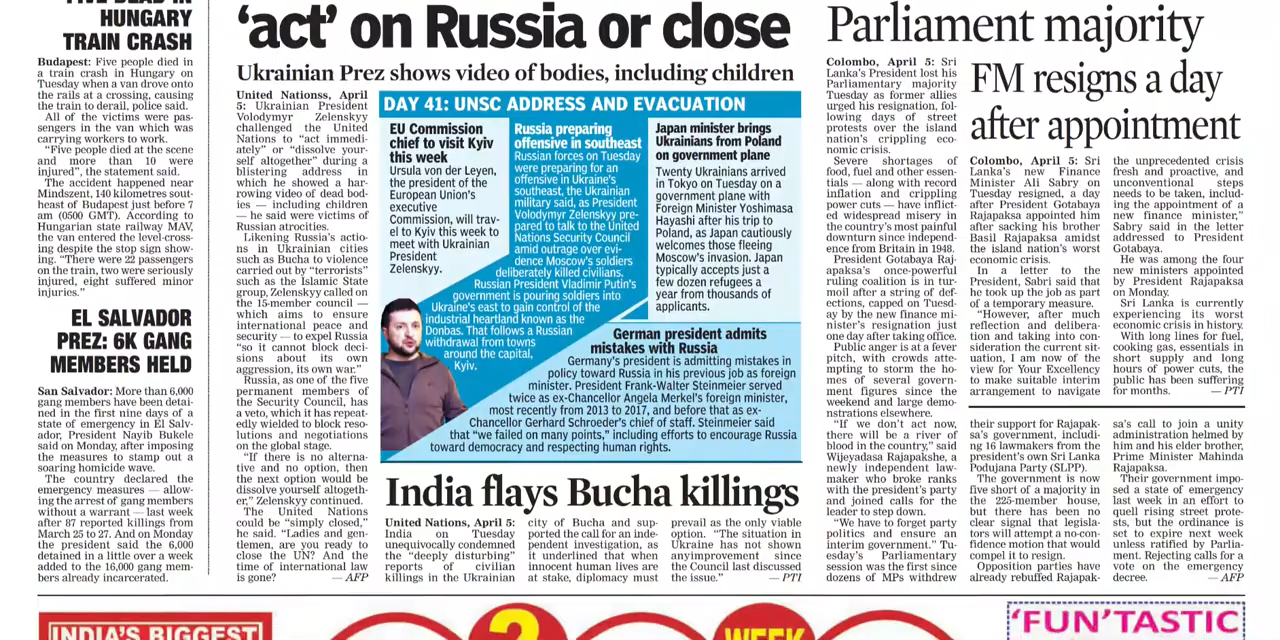 HUNGARY
TRAIN CRASH
Budapest: Five people died in
a train crash in Hungary on
Tuesday when a van drove onto
the rails at a crossing, causing
the train to derail, police said.
All of the victims were pas-
sengers in the van which was
carrying workers to work.
“Five people died at the scene
and more than 10 were
injured”, the statement said.
The accident happened near
Mindszent, 140 kilometres sout-
heast of Budapest just before 7
am (0500 GMT). According to
Hungarian state railway MAV,
the van entered the level-cross-
ing despite the stop sign show-
ing. “There were 22 passengers
on the train, two were seriously
injured, eight suffered minor
injuries.”
EL SALVADOR
PREZ: 6K GANG
MEMBERS HELD
San Salvador: More than 6,000
gang members have been detai-
ned in the first nine days of a
state of emergency in El Salv-
ador, President Nayib Bukele
said on Monday, after imposing
the measures to stamp out a
soaring homicide wave.
The country declared the
emergency measures — allow-
ing the arrest of gang members
without a warrant — last week
after 87 reported killings from
March 25 to 27. And on Monday
the president said the 6,000
detained in a little over a week
added to the 16,000 gang mem-
bers already incarcerated.
‘act’ on Russia or close
Ukrainian Prez shows video of bodies, including children
United Nationss, April
5: Ukrainian President
Volodymyr Zelenskyy
challenged the United
Nations to “act immedi-
ately” or “dissolve your-
self altogether” during a
blistering address in
which he showed a har-
rowing video of dead bod-
ies — including children
— he said were victims of
Russian atrocities.
Likening Russia’s actio-
ns in Ukrainian cities
such as Bucha to violence
carried out by “terrorists”
such as the Islamic State
group, Zelenskyy called on
the 15-member council —
which aims to ensure
international peace and
security — to expel Russia
“so it cannot block deci-
sions about its own
aggression, its own war.”
Russia, as one of the five
permanent members of
the Security Council, has
a veto, which it has repeat-
edly wielded to block reso-
lutions and negotiations
on the global stage.
“If there is no alterna-
tive and no option, then
the next option would be
dissolve yourself altogeth-
er,” Zelenskyy continued.
The United Nations
could be “simply closed,”
he said. “Ladies and gen-
tlemen, are you ready to
close the UN? And the
time of international law
is gone? — AFP
DAY 41: UNSC ADDRESS AND EVACUATION
EU Commission
chief to visit Kyiv
this week
Ursula von der Leyen,
the president of the
European Union’s
executive
Commission, will trav-
el to Kyiv this week to
meet with Ukrainian
President
Zelenskyy.
Russia preparing
offensive in southeast
Russian forces on Tuesday
were preparing for an
offensive in Ukraine’s
southeast, the Ukrainian
military said, as President
Volodymyr Zelenskyy pre-
pared to talk to the United
Nations Security Council
amid outrage over evi-
dence Moscow’s soldiers
deliberately killed civilians.
Russian President Vladimir Putin’s
government is pouring soldiers into
Ukraine’s east to gain control of the
industrial heartland known as the
Donbas. That follows a Russian
withdrawal from towns
around the capital,
Kyiv.
Japan minister brings
Ukrainians from Poland
on government plane
Twenty Ukrainians arrived
in Tokyo on Tuesday on a
government plane with
Foreign Minister Yoshimasa
Hayashi after his trip to
Poland, as Japan cautiously
welcomes those fleeing
Moscow’s invasion. Japan
typically accepts just a
few dozen refugees a
year from thousands of
applicants.
German president admits
mistakes with Russia
Germany’s president is admitting mistakes in
policy toward Russia in his previous job as foreign
minister. President Frank-Walter Steinmeier served
twice as ex-Chancellor Angela Merkel’s foreign minister,
most recently from 2013 to 2017, and before that as ex-
Chancellor Gerhard Schroeder’s chief of staff. Steinmeier said
that “we failed on many points,” including efforts to encourage Russia
toward democracy and respecting human rights.
India flays Bucha killings
United Nations, April 5:
India on Tuesday
unequivocally condemned
the “deeply disturbing”
reports of civilian
killings in the Ukrainian
city of Bucha and sup-
ported the call for an inde-
pendent investigation, as
it underlined that when
innocent human lives are
at stake, diplomacy must
prevail as the only viable
option. “The situation in
Ukraine has not shown
anyimprovement since
the Council last discussed
the issue.” — PTI
Parliament majority
Colombo, April 5: Sri
Lanka’s President lost his
Parliamentary majority
Tuesday as former allies
urged his resignation, fol-
lowing days of street
protests over the island
nation’s crippling eco-
nomic crisis.
Severe shortages of
food, fuel and other essen-
tials — along with record
inflation and crippling
power cuts — have inflict-
ed widespread misery in
the country’s most painful
downturn since independ-
ence from Britain in 1948.
President Gotabaya Raj-
apaksa’s once-powerful
ruling coalition is in tur-
moil after a string of def-
ections, capped on Tuesd-
ay by the new finance mi-
nister’s resignation just
one day after taking office.
Public anger is at a fever
pitch, with crowds atte-
mpting to storm the ho-
mes of several govern-
ment figures since the
weekend and large demo-
nstrations elsewhere.
“If we don’t act now,
there will be a river of
blood in the country,” said
Wijeyadasa Rajapakshe, a
newly independent law-
maker who broke ranks
with the president’s party
and joined calls for the
leader to step down.
“We have to forget party
politics and ensure an
interim government.” Tu-
esday’s Parliamentary
session was the first since
dozens of MPs withdrew
their support for Rajapak-
sa’s government, includi-
ng 16 lawmakers from the
president’s own Sri Lanka
Podujana Party (SLPP).
The government is now
five short of a majority in
the 225-member house,
but there has been no
clear signal that legisla-
tors will attempt a no-con-
fidence motion that would
compel it to resign.
Opposition parties have
already rebuffed Rajapak-
sa’s call to join a unity
administration helmed by
him and his elder brother,
Prime Minister Mahinda
Rajapaksa.
Their government impo-
sed a state of emergency
last week in an effort to
quell rising street prote-
sts, but the ordinance is
set to expire next week
unless ratified by Parlia-
ment. Rejecting calls for a
vote on the emergency
decree. — AFP
FM resigns a day
after appointment
Colombo, April 5: Sri
Lanka’s new Finance
Minister Ali Sabry on
Tuesday resigned, a day
after President Gotabaya
Rajapaksa appointed him
after sacking his brother
Basil Rajapaksa amidst
the island nation’s worst
economic crisis.
In a letter to the
President, Sabri said that
he took up the job as part
of a temporary measure.
“However, after much
reflection and delibera-
tion and taking into con-
sideration the current sit-
uation, I am now of the
view for Your Excellency
to make suitable interim
arrangement to navigate
the unprecedented crisis
fresh and proactive, and
unconventional steps
needs to be taken, includ-
ing the appointment of a
new finance minister,”
Sabry said in the letter
addressed to President
Gotabaya.
He was among the four
new ministers appointed
by President Rajapaksa
on Monday.
Sri Lanka is currently
experiencing its worst
economic crisis in history.
With long lines for fuel,
cooking gas, essentials in
short supply and long
hours of power cuts, the
public has been suffering
for months. — PTI
INDIA’S BIGGEST
2
WEEK
‘FUN’TASTIC